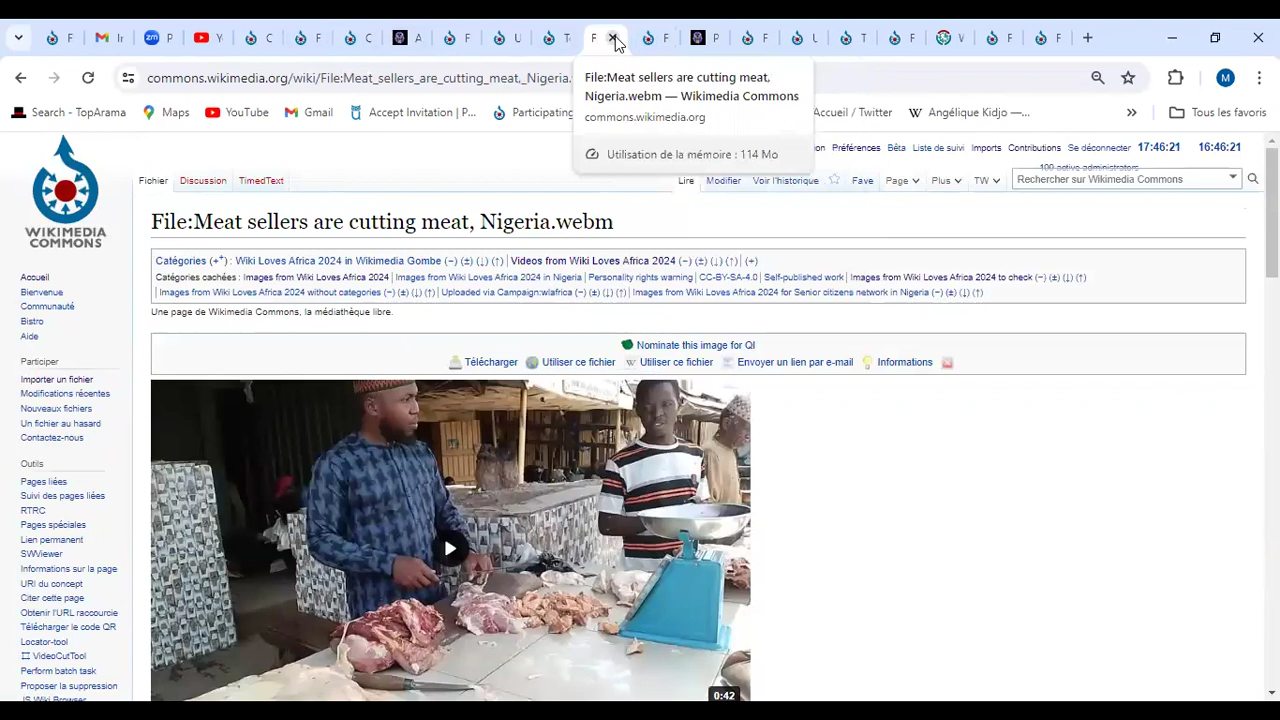 F
Ir
P
Y
C
F
C
A
F
U
T
F
F
P
F
L
T
F
V
F
F
commons.wikimedia.org/wiki/File:Meat_sellers_are_cutting_meat,_Nigeria.
File:Meat sellers are cutting meat,
Nigeria.webm — Wikimedia Commons
commons.wikimedia.org
Utilisation de la mémoire : 114 Mo
M
Search — TopArama
Maps
YouTube
Gmail
Accept Invitation | P...
Participating
Accueil / Twitter
Angélique Kidjo —...
Tous les favoris
Préférences Bêta Liste de suivi Imports Contributions Se déconnecter 17:46:21 16:46:21
100 active administrators
Fichier Discussion TimedText
Lire Modifier Voir l'historique Fave Page Plus TW
Rechercher sur Wikimedia Commons
WIKIMEDIA
COMMONS
File:Meat sellers are cutting meat, Nigeria.webm
Catégories (+⁺) : Wiki Loves Africa 2024 in Wikimedia Gombe (−) (±) (↓) (↑) | Videos from Wiki Loves Africa 2024 (−) (±) (↓) (↑) | (+)
Catégories cachées : Images from Wiki Loves Africa 2024 | Images from Wiki Loves Africa 2024 in Nigeria | Personality rights warning | CC-BY-SA-4.0 | Self-published work | Images from Wiki Loves Africa 2024 to check (−) (±) (↓) (↑)
| Images from Wiki Loves Africa 2024 without categories (−) (±) (↓) (↑) | Uploaded via Campaign:wlafrica (−) (±) (↓) (↑) | Images from Wiki Loves Africa 2024 for Senior citizens network in Nigeria (−) (±) (↓) (↑)
Une page de Wikimedia Commons, la médiathèque libre.
Nominate this image for QI
Télécharger Utiliser ce fichier Utiliser ce fichier Envoyer un lien par e-mail Informations
0:42
Accueil
Bienvenue
Communauté
Bistro
Aide
Participer
Importer un fichier
Modifications récentes
Nouveaux fichiers
Un fichier au hasard
Contactez-nous
Outils
Pages liées
Suivi des pages liées
RTRC
Pages spéciales
Lien permanent
SWViewer
Informations sur la page
URI du concept
Citer cette page
Obtenir l'URL raccourcie
Télécharger le code QR
Locator-tool
VideoCutTool
Perform batch task
Proposer la suppression